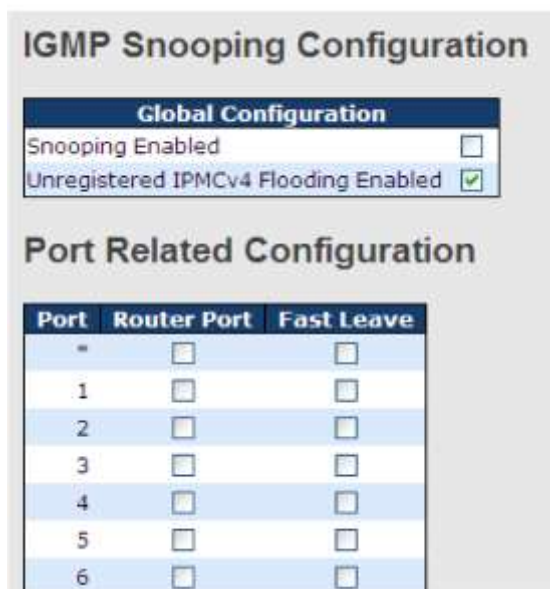 IGMP Snooping Configuration
Global Configuration
Snooping Enabled
Unregistered IPMCv4 Flooding Enabled
Port Related Configuration
Port Router Port Fast Leave
*
1
2
3
4
5
6